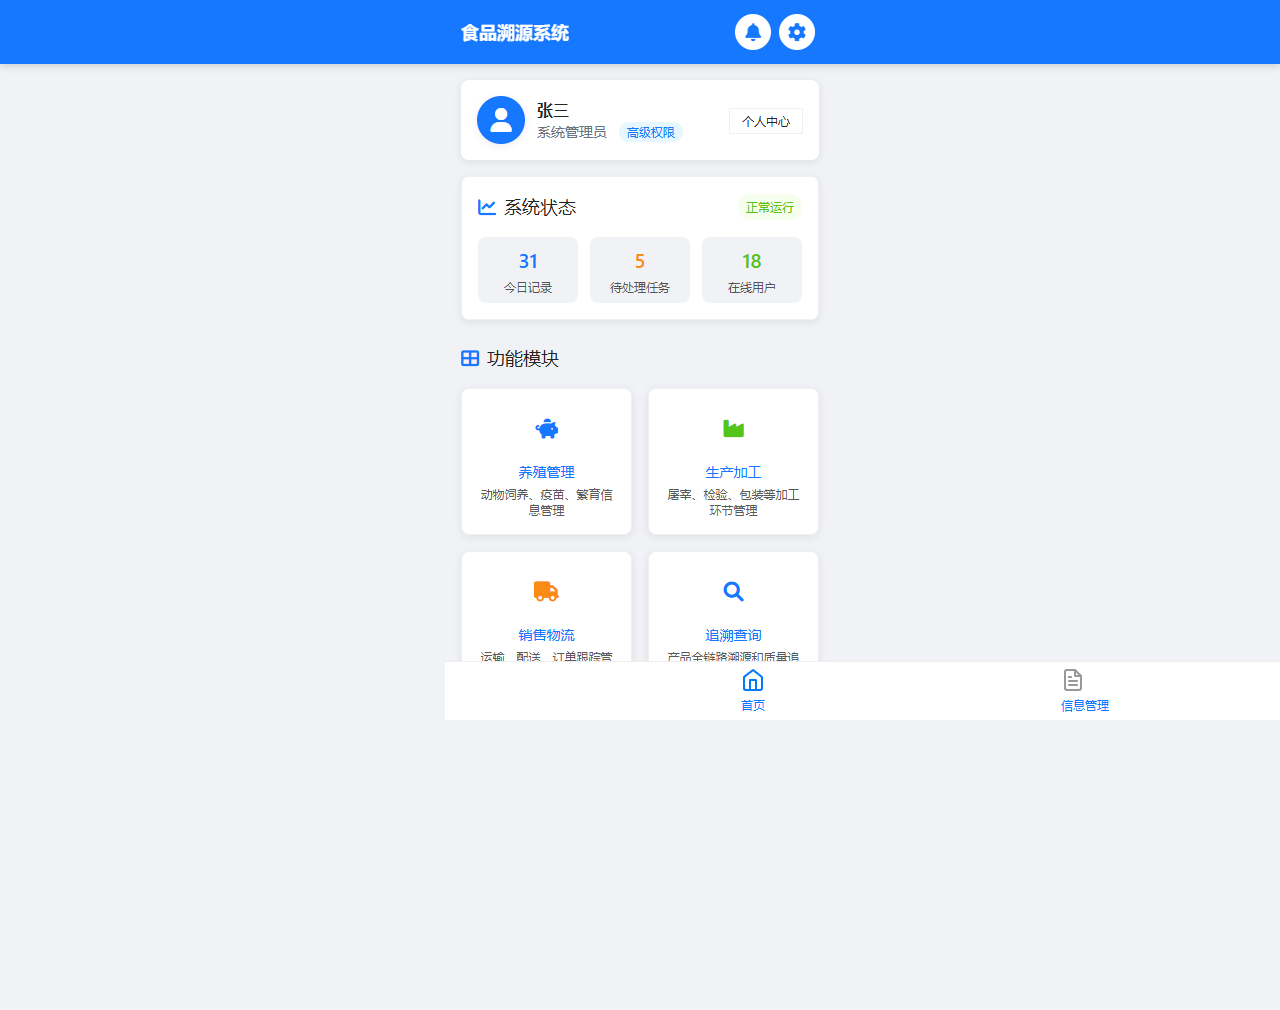 食品溯源系统
张三
系统管理员 高级权限
个人中心
系统状态
正常运行
31
今日记录
5
待处理任务
18
在线用户
功能模块
养殖管理
动物饲养、疫苗、繁育信
息管理
生产加工
屠宰、检验、包装等加工
环节管理
销售物流
运输、配送、订单跟踪管
追溯查询
产品全链路溯源和质量追
首页
信息管理